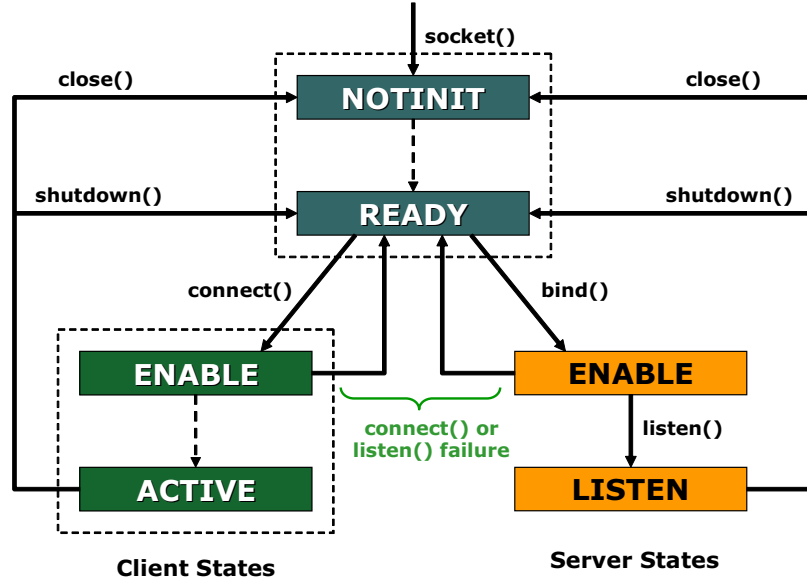 socket()
close()
NOTINIT
close()
shutdown()
READY
shutdown()
connect()
bind()
ENABLE
ENABLE
connect() or
listen() failure
listen()
ACTIVE
LISTEN
Client States
Server States